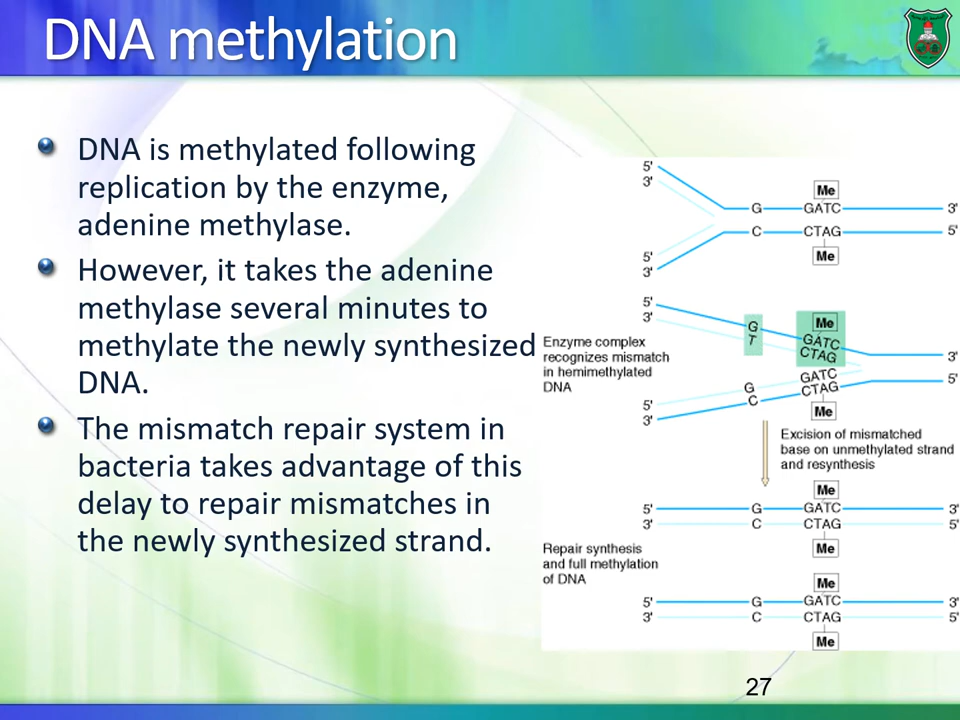 DNA methylation
DNA is methylated following
replication by the enzyme,
adenine methylase.
However, it takes the adenine
methylase several minutes to
methylate the newly synthesized
DNA.
The mismatch repair system in
bacteria takes advantage of this
delay to repair mismatches in
the newly synthesized strand.
5'
3'
Me
G GATC 3'
C CTAG 5'
Me
5'
3'
5'
3'
G
T
Me
GATC
CTAG
3'
Enzyme complex
recognizes mismatch
in hemimethylated
DNA
GATC
CTAG
5'
G
C
Me
5'
3'
Excision of mismatched
base on unmethylated strand
and resynthesis
Me
5' G GATC 3'
3' C CTAG 5'
Me
Repair synthesis
and full methylation
of DNA
Me
5' G GATC 3'
3' C CTAG 5'
Me
27